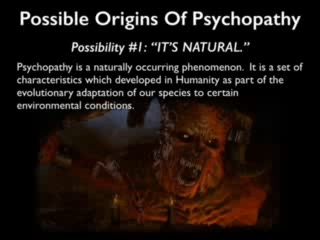 Possible Origins Of Psychopathy
Possibility #1: “IT’S NATURAL.”
Psychopathy is a naturally occurring phenomenon. It is a set of
characteristics which developed in Humanity as part of the
evolutionary adaptation of our species to certain
environmental conditions.